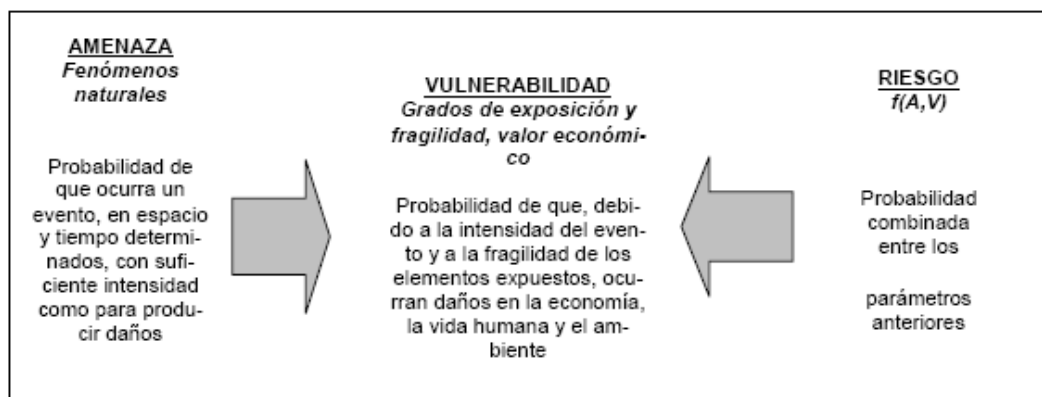 AMENAZA
Fenómenos
naturales
Probabilidad de
que ocurra un
evento, en espacio
y tiempo determi-
nados, con sufi-
ciente intensidad
como para produ-
cir daños
VULNERABILIDAD
Grados de exposición y
fragilidad, valor económi-
co
Probabilidad de que, debi-
do a la intensidad del even-
to y a la fragilidad de los
elementos expuestos, ocu-
rran daños en la economía,
la vida humana y el am-
biente
RIESGO
f(A,V)
Probabilidad
combinada
entre los
parámetros
anteriores